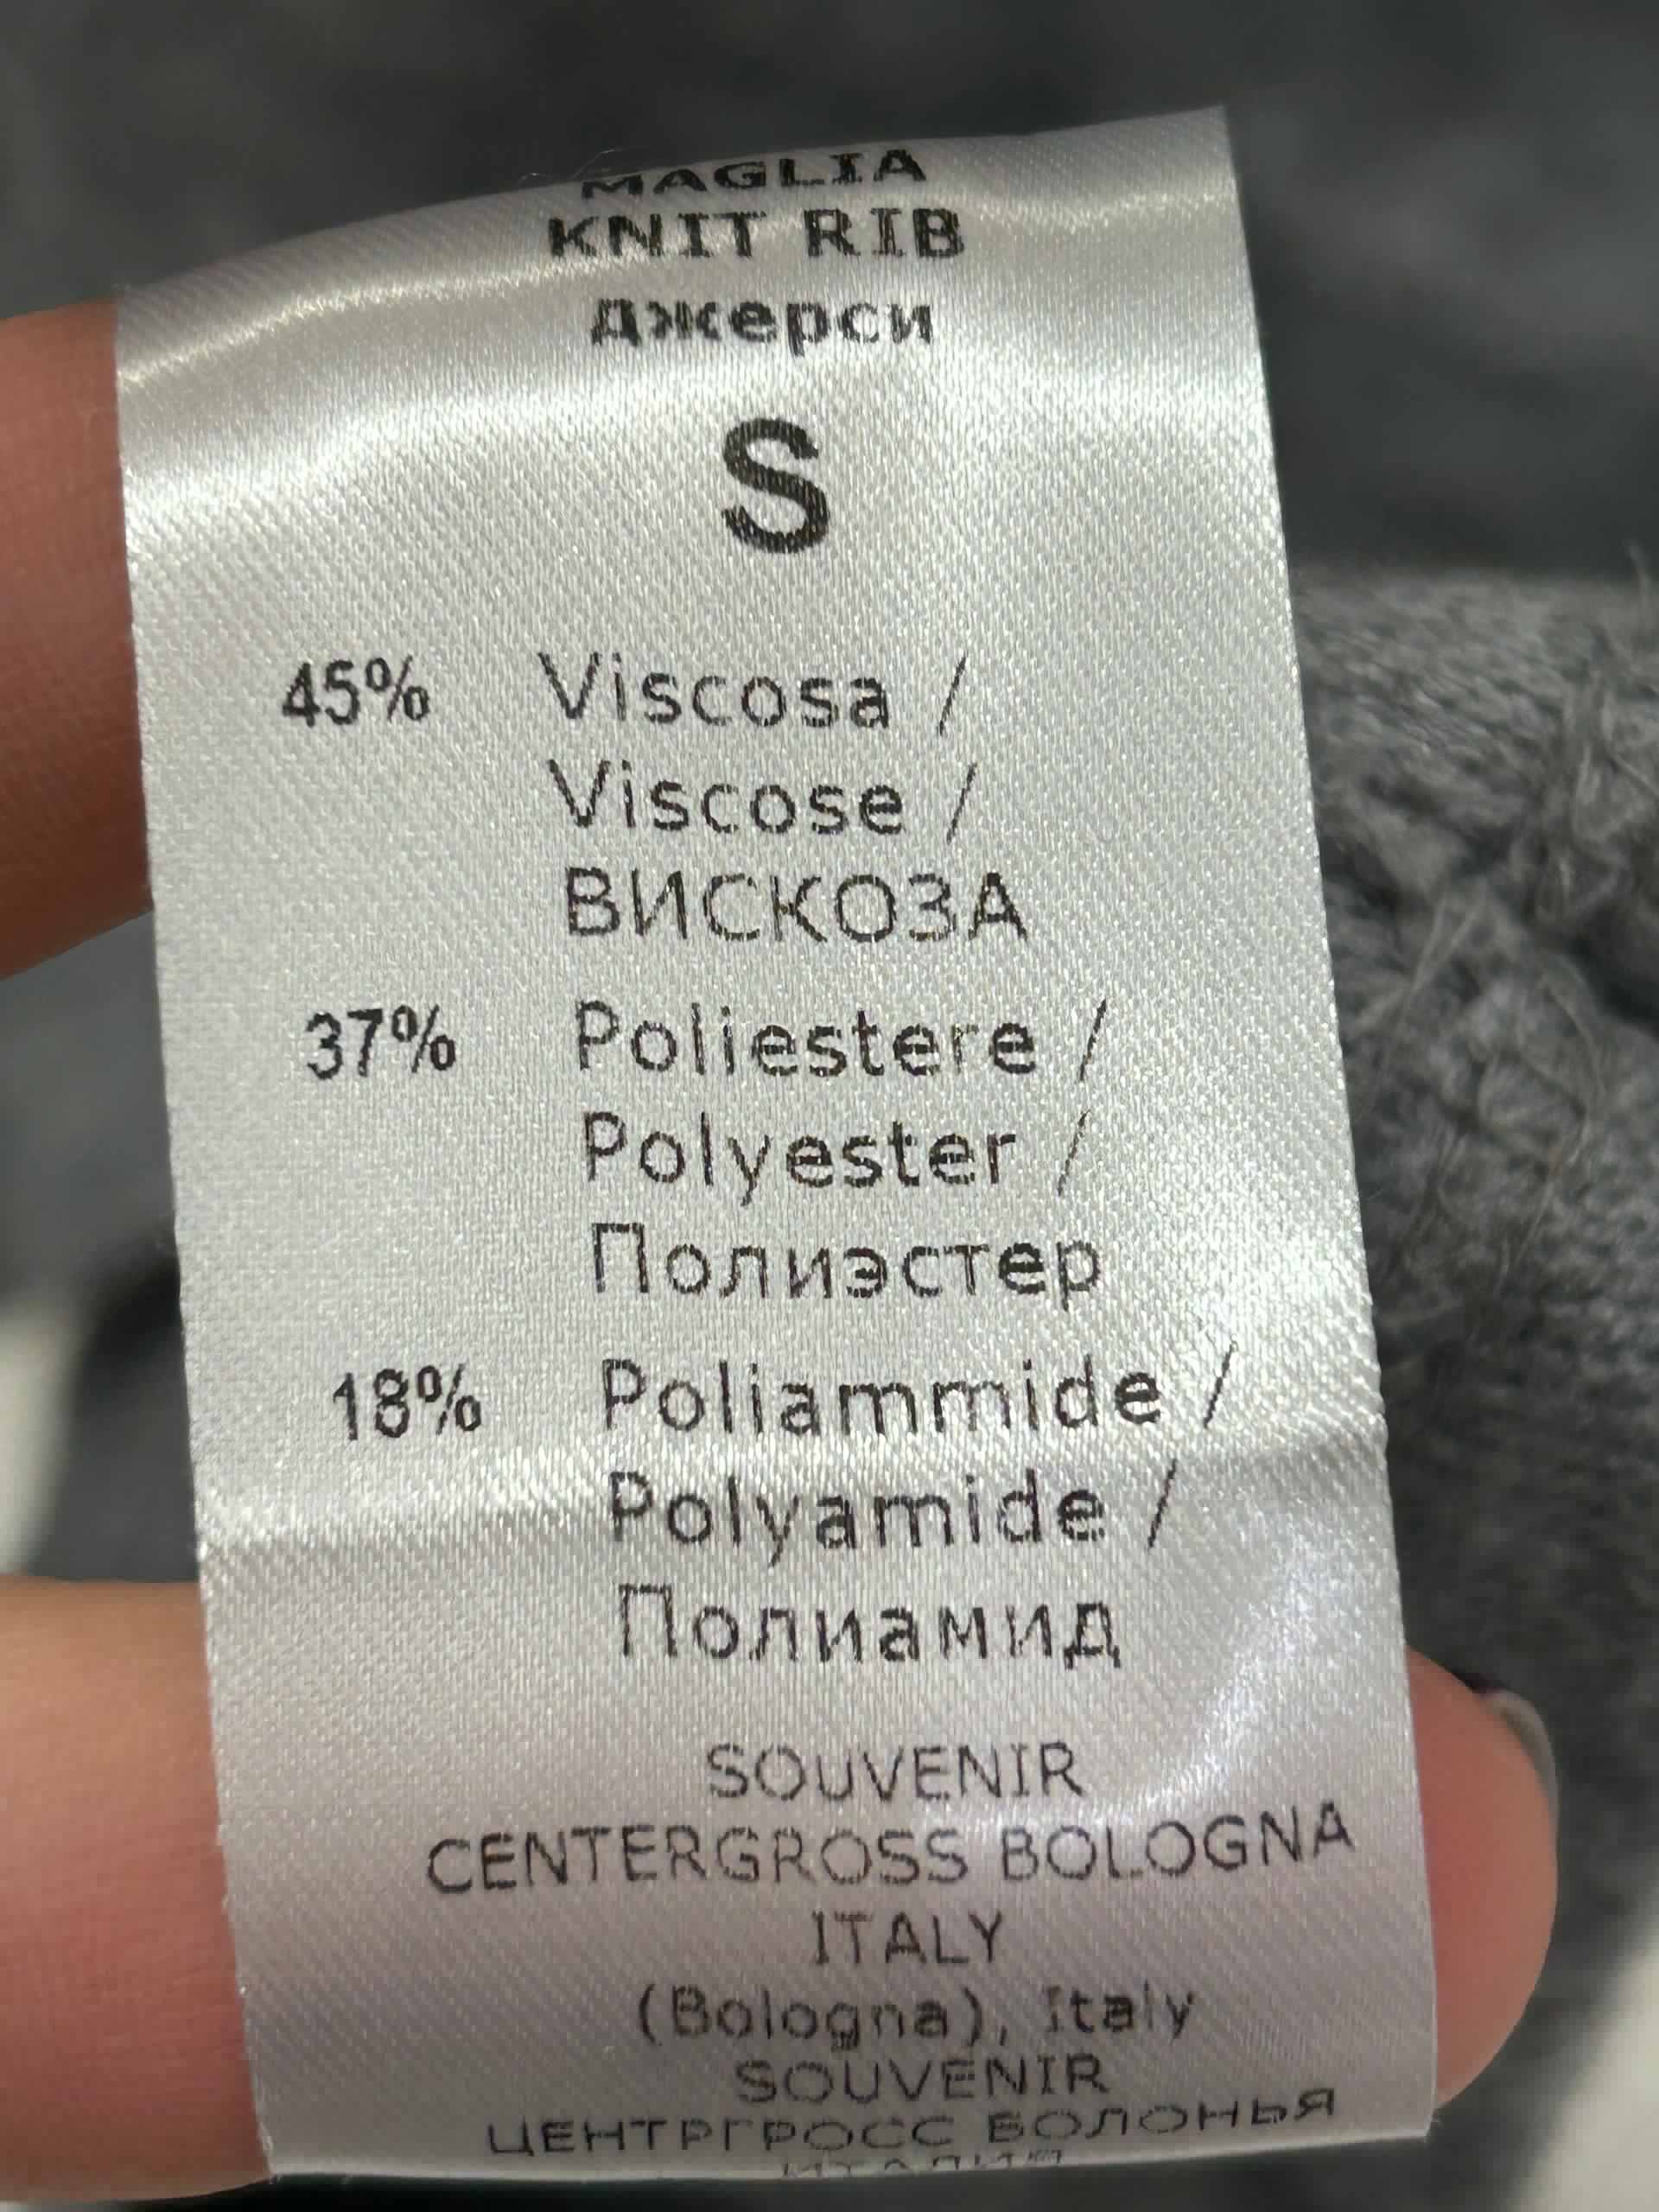 MAGLIA
KNIT RIB
джерси
S
45% Viscosa /
Viscose /
ВИСКОЗА
37% Poliestere /
Polyester /
Полиэстер
18% Poliammide /
Polyamide /
Полиамид
SOUVENIR
CENTERGROSS BOLOGNA
ITALY
(Bologna), Italy
SOUVENIR
ЦЕНТРГРОСС БОЛОНЬЯ
ИТАЛИЯ